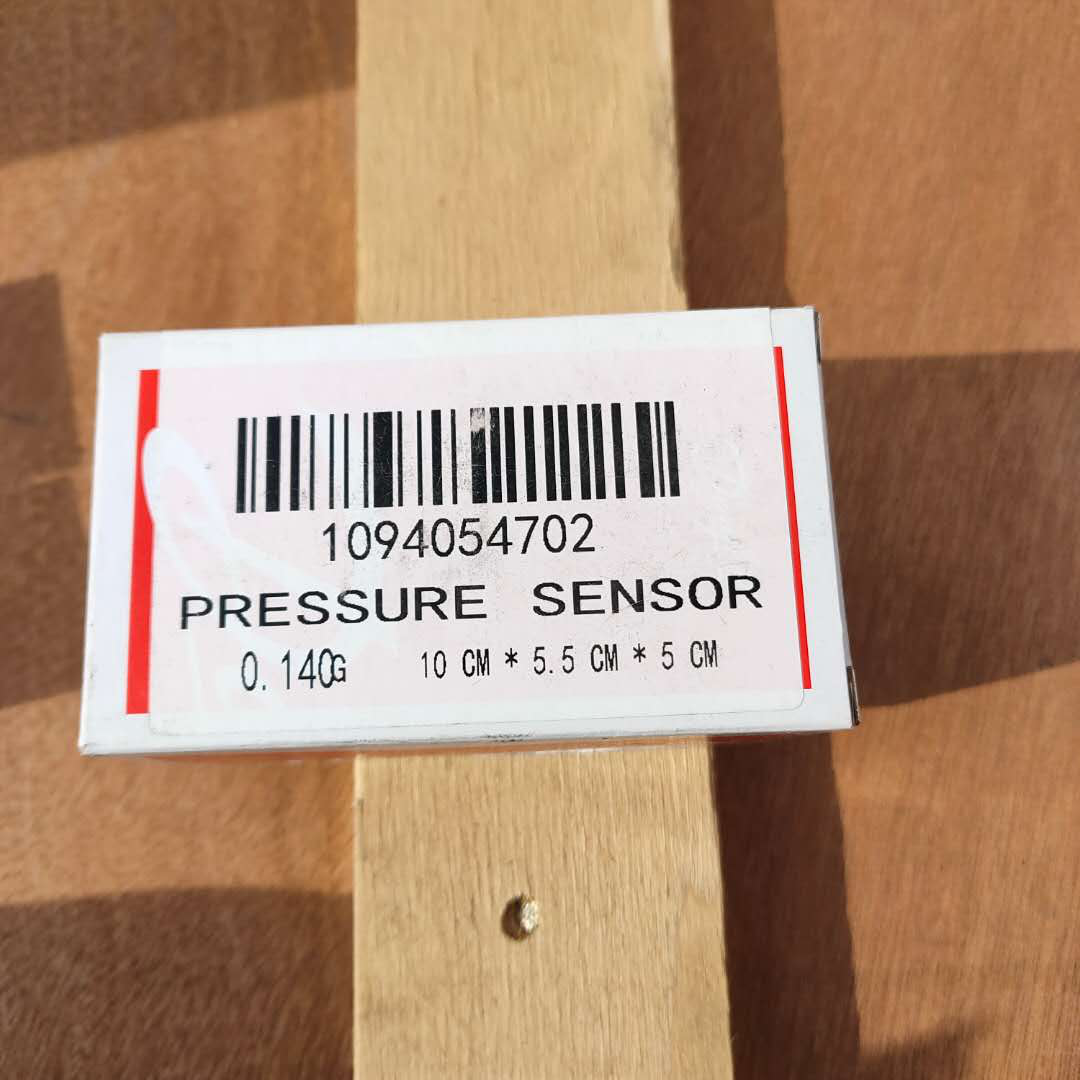 1094054702
PRESSURE SENSOR
0.140G 10 CM * 5.5 CM * 5 CM